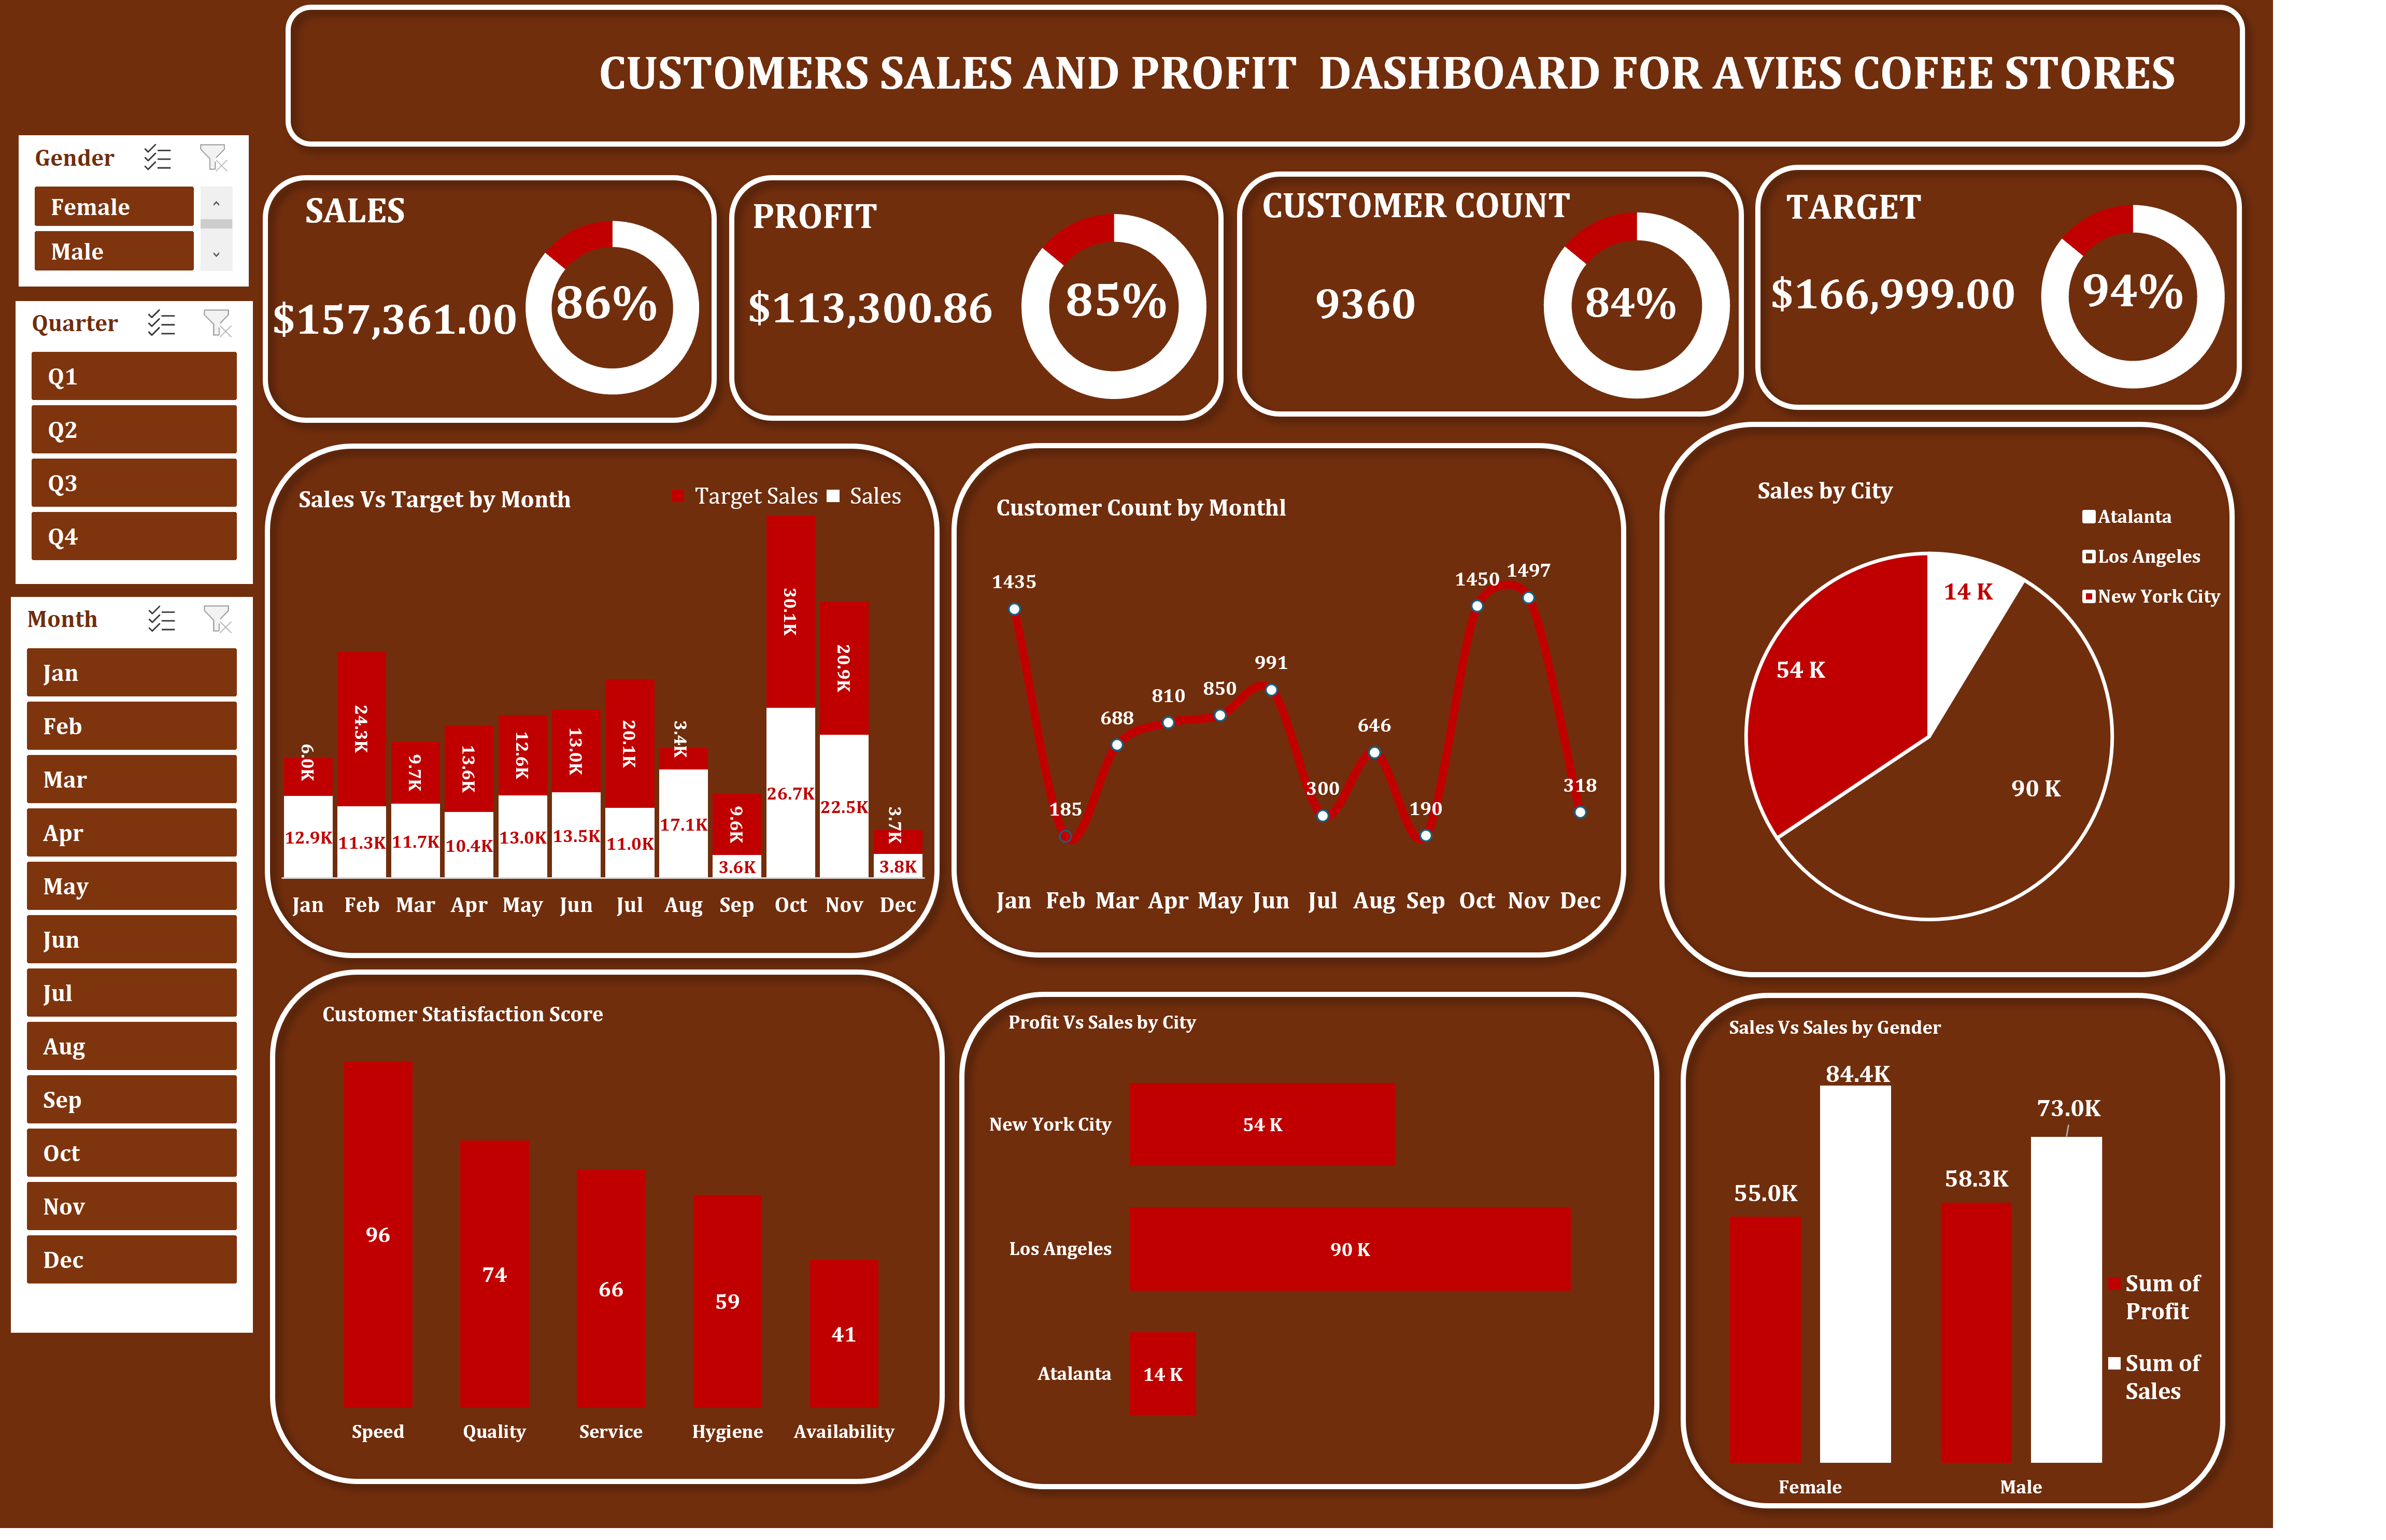 CUSTOMERS SALES AND PROFIT  DASHBOARD FOR AVIES COFEE STORES
Gender
Female
Male
Quarter
Q1
Q2
Q3
Q4
Month
Jan
Feb
Mar
Apr
May
Jun
Jul
Aug
Sep
Oct
Nov
Dec
SALES
$157,361.00
86%
PROFIT
$113,300.86
85%
CUSTOMER COUNT
9360
84%
TARGET
$166,999.00
94%
Sales Vs Target by Month
Target Sales Sales
6.0K 24.3K 9.7K 13.6K 12.6K 13.0K 20.1K 3.4K 9.6K 30.1K 20.9K 3.7K
12.9K 11.3K 11.7K 10.4K 13.0K 13.5K 11.0K 17.1K 3.6K 26.7K 22.5K 3.8K
Jan Feb Mar Apr May Jun Jul Aug Sep Oct Nov Dec
Customer Count by Monthl
1435 185 688 810 850 991 300 646 190 1450 1497 318
Jan Feb Mar Apr May Jun Jul Aug Sep Oct Nov Dec
Sales by City
Atalanta
Los Angeles
New York City
14 K
54 K
90 K
Customer Statisfaction Score
96 74 66 59 41
Speed Quality Service Hygiene Availability
Profit Vs Sales by City
New York City 54 K
Los Angeles 90 K
Atalanta 14 K
Sales Vs Sales by Gender
55.0K 84.4K 58.3K 73.0K
Sum of
Profit
Sum of
Sales
Female Male